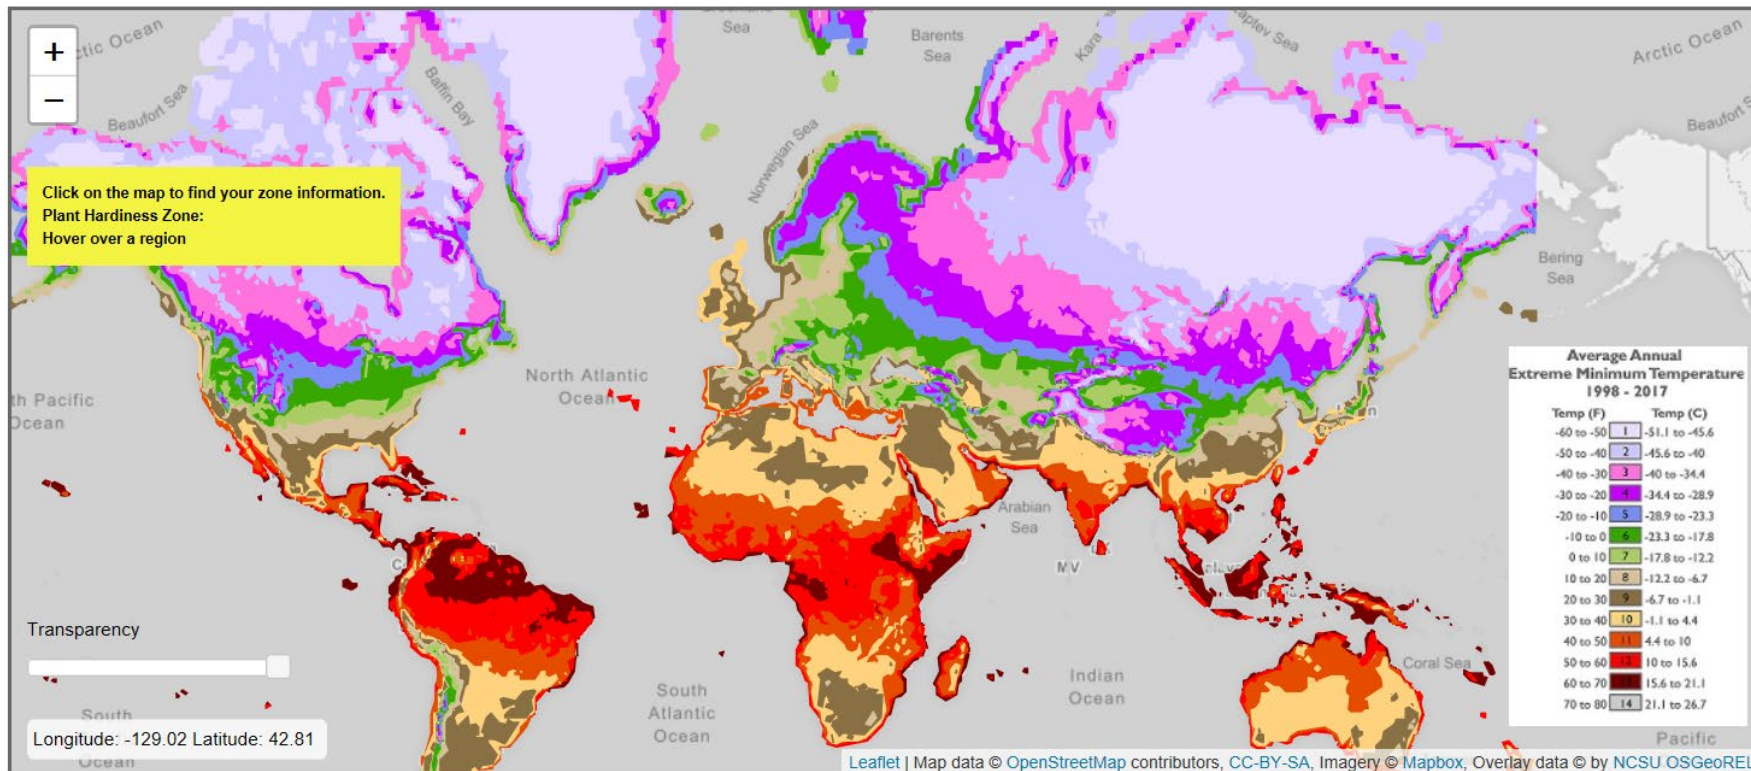 +
−
Arctic Ocean
Beaufort Sea
Baffin Bay
Sea
Barents
Sea
Kara
Laptev Sea
Arctic Ocean
Beaufort S
Norwegian Sea
Click on the map to find your zone information.
Plant Hardiness Zone:
Hover over a region
Bering
Sea
North Atlantic
Ocean
th Pacific
Ocean
Arabian
Sea
MV
Indian
Ocean
South
Atlantic
Ocean
Coral Sea
South
Ocean
Pacific
Average Annual
Extreme Minimum Temperature
1998 - 2017
Temp (F) Temp (C)
-60 to -50 1 -51.1 to -45.6
-50 to -40 2 -45.6 to -40
-40 to -30 3 -40 to -34.4
-30 to -20 4 -34.4 to -28.9
-20 to -10 5 -28.9 to -23.3
-10 to 0 6 -23.3 to -17.8
0 to 10 7 -17.8 to -12.2
10 to 20 8 -12.2 to -6.7
20 to 30 9 -6.7 to -1.1
30 to 40 10 -1.1 to 4.4
40 to 50 11 4.4 to 10
50 to 60 12 10 to 15.6
60 to 70 13 15.6 to 21.1
70 to 80 14 21.1 to 26.7
Transparency
Longitude: -129.02 Latitude: 42.81
Leaflet | Map data © OpenStreetMap contributors, CC-BY-SA, Imagery © Mapbox, Overlay data © by NCSU OSGeoREL